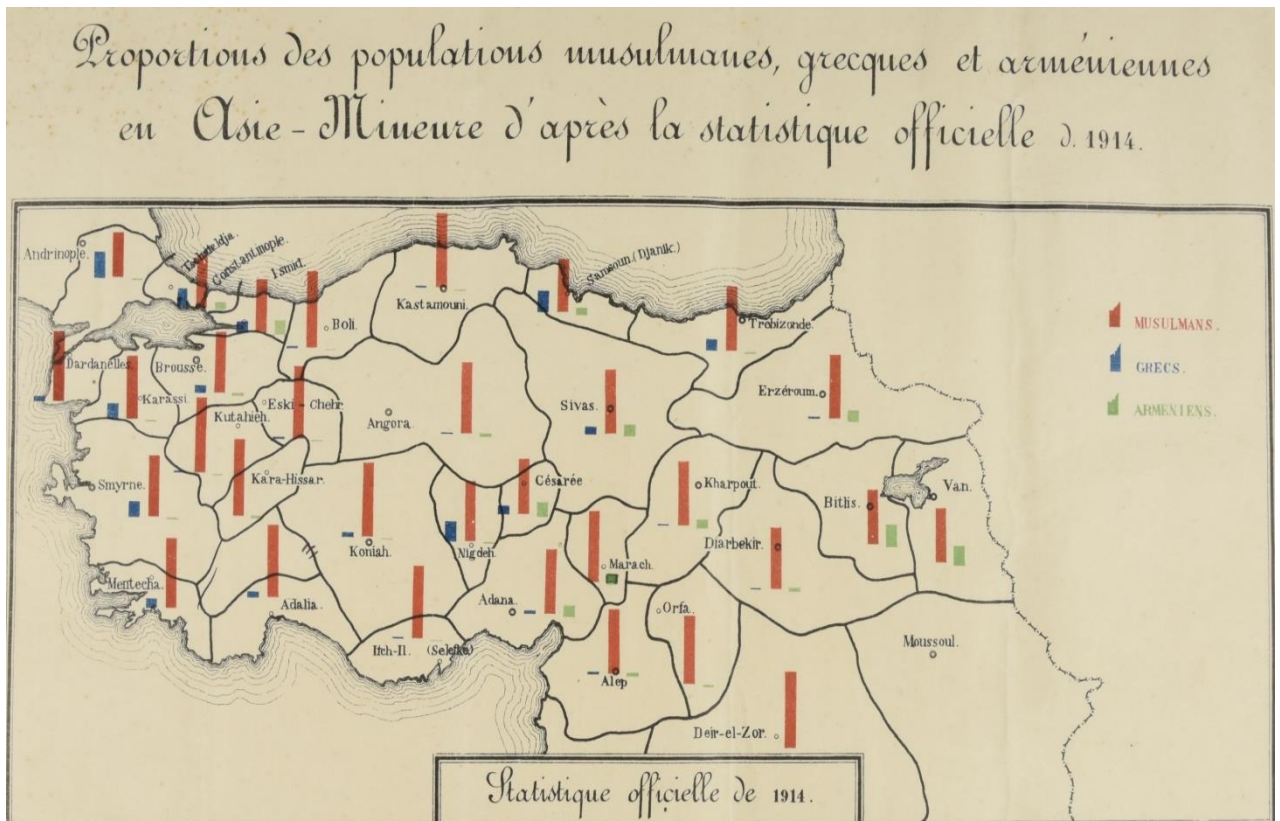 Proportions des populations musulmanes, grecques et arméniennes
en Asie-Mineure d'après la statistique officielle d. 1914.
Andrinople.
Tchataldja.
Constantinople.
Ismid.
Boli.
Kastamouni.
Samsoun.(Djanik.)
Trébizonde.
MUSULMANS.
GRECS.
ARMÉNIENS.
Dardanelles.
Brousse.
Karassi.
Kutahieh.
Eski-Chehr.
Angora.
Sivas.
Erzéroum.
Smyrne.
Kara-Hissar.
Koniah.
Nigdeh.
Césarée
Kharpout.
Bitlis.
Van.
Diarbekir.
Mentecha.
Adalia.
Itch-Il. (Selefké)
Adana.
Marach.
Orfa.
Alep
Moussoul.
Deir-el-Zor.
Statistique officielle de 1914.